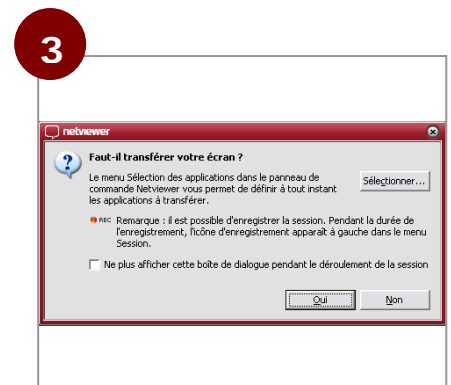 3
netviewer
Faut-il transférer votre écran ?
Le menu Sélection des applications dans le panneau de
commande Netviewer vous permet de définir à tout instant
les applications à transférer.
Sélectionner...
REC Remarque : il est possible d'enregistrer la session. Pendant la durée de
l'enregistrement, l'icône d'enregistrement apparaît à gauche dans le menu
Session.
Ne plus afficher cette boîte de dialogue pendant le déroulement de la session
Oui
Non